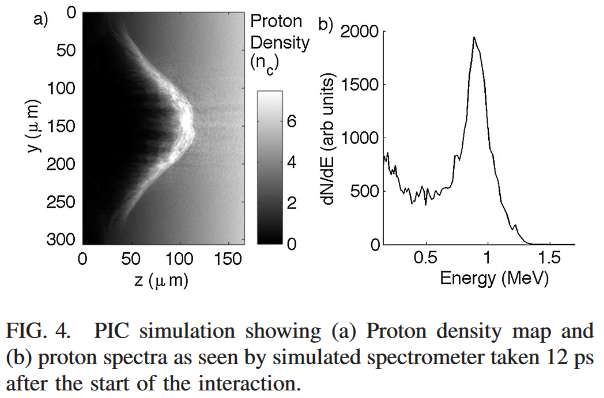 a)
0
50
100
150
200
250
300
y(μm)
0 50 100 150
z (μm)
Proton
Density
(nc)
6
4
2
0
b)
2000
1500
1000
500
0
dN/dE (arb units)
0.5 1 1.5
Energy (MeV)
FIG. 4. PIC simulation showing (a) Proton density map and
(b) proton spectra as seen by simulated spectrometer taken 12 ps
after the start of the interaction.